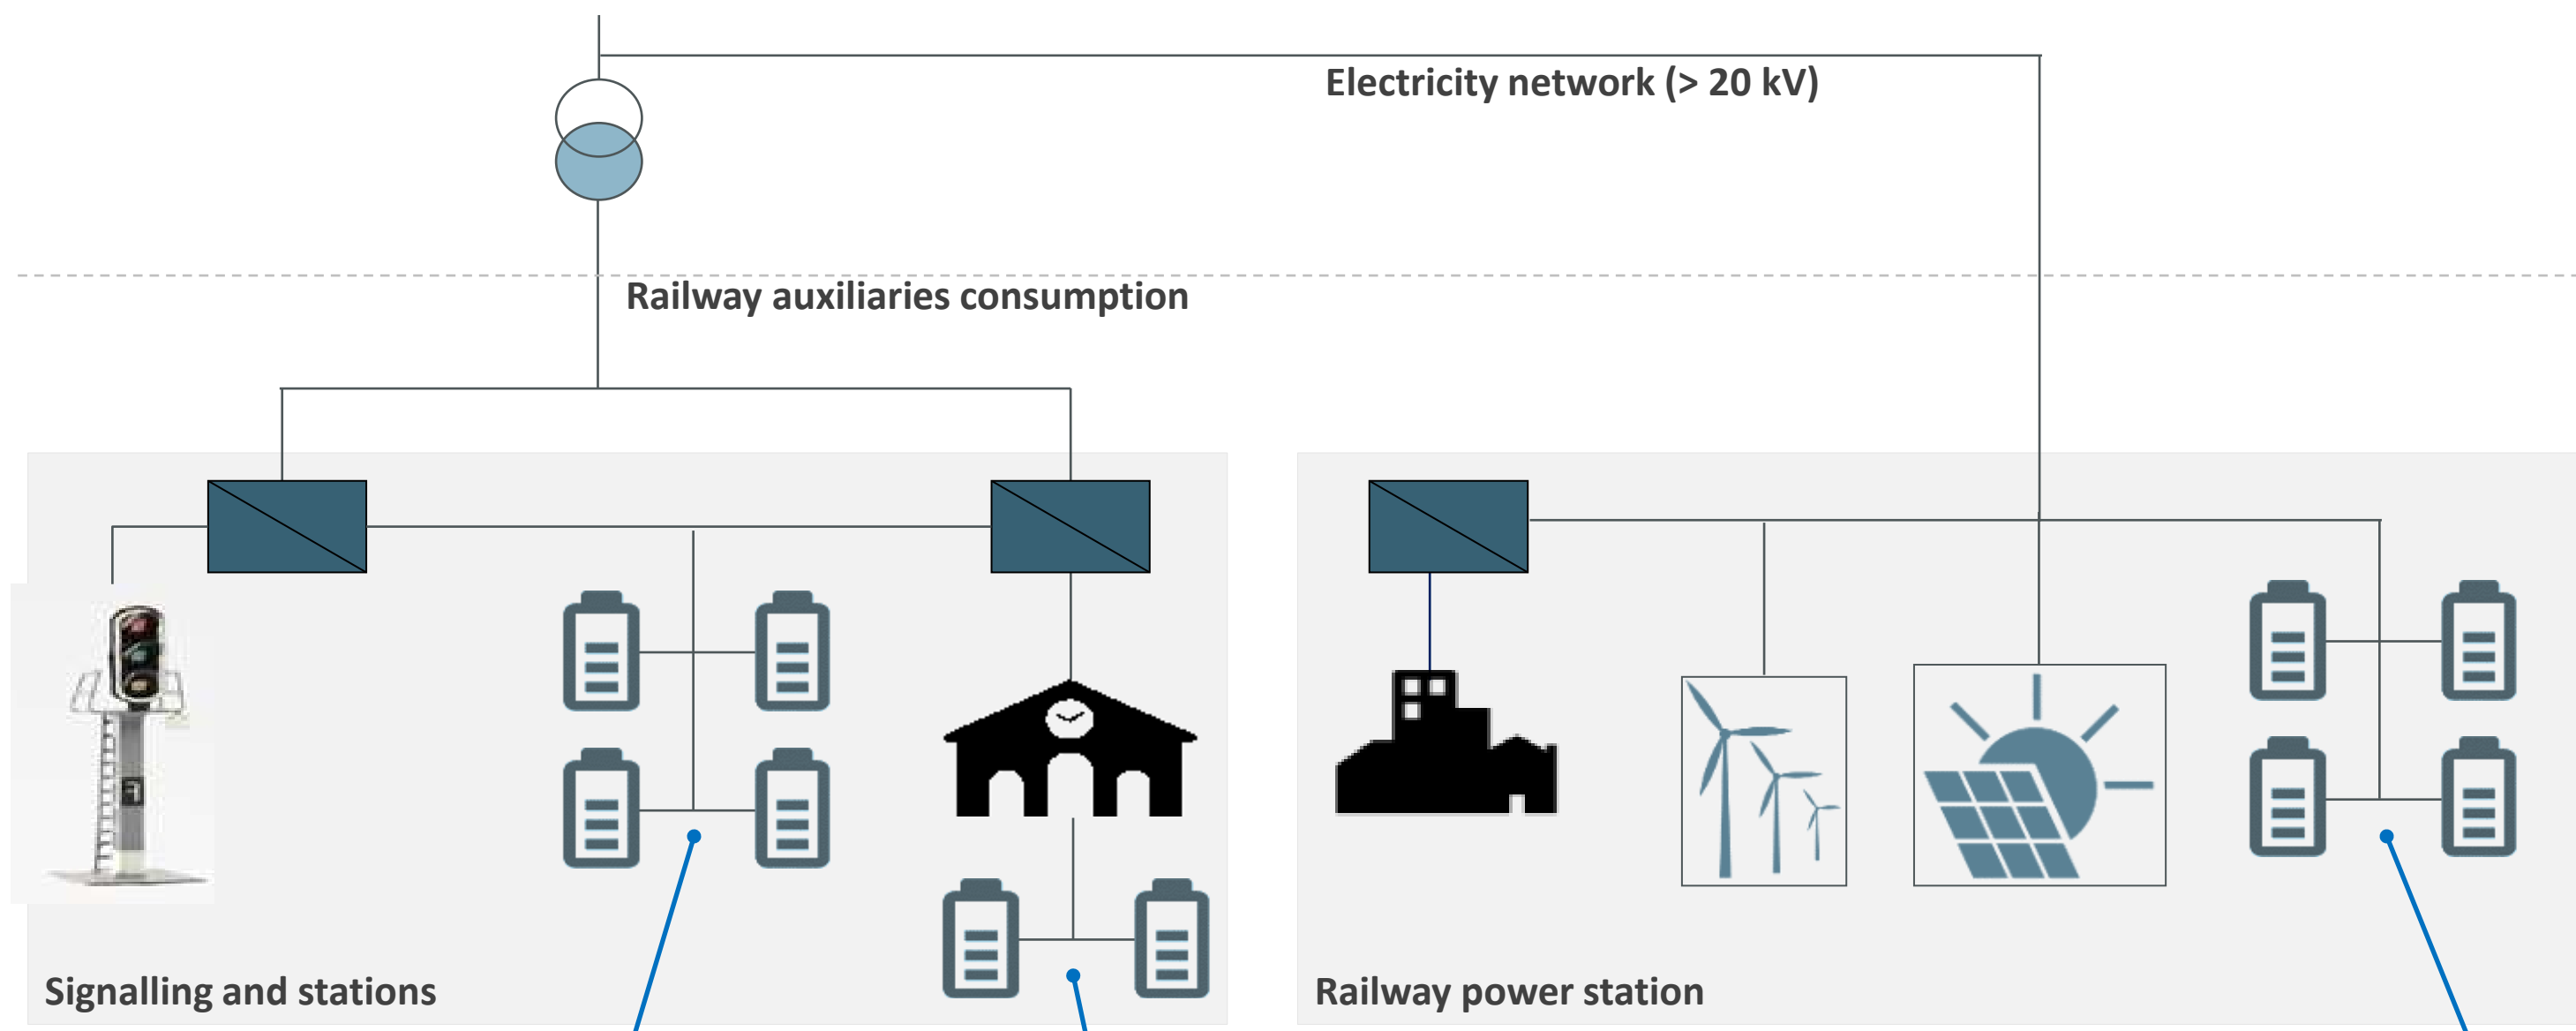 Electricity network (> 20 kV)
Railway auxiliaries consumption
Signalling and stations
Railway power station